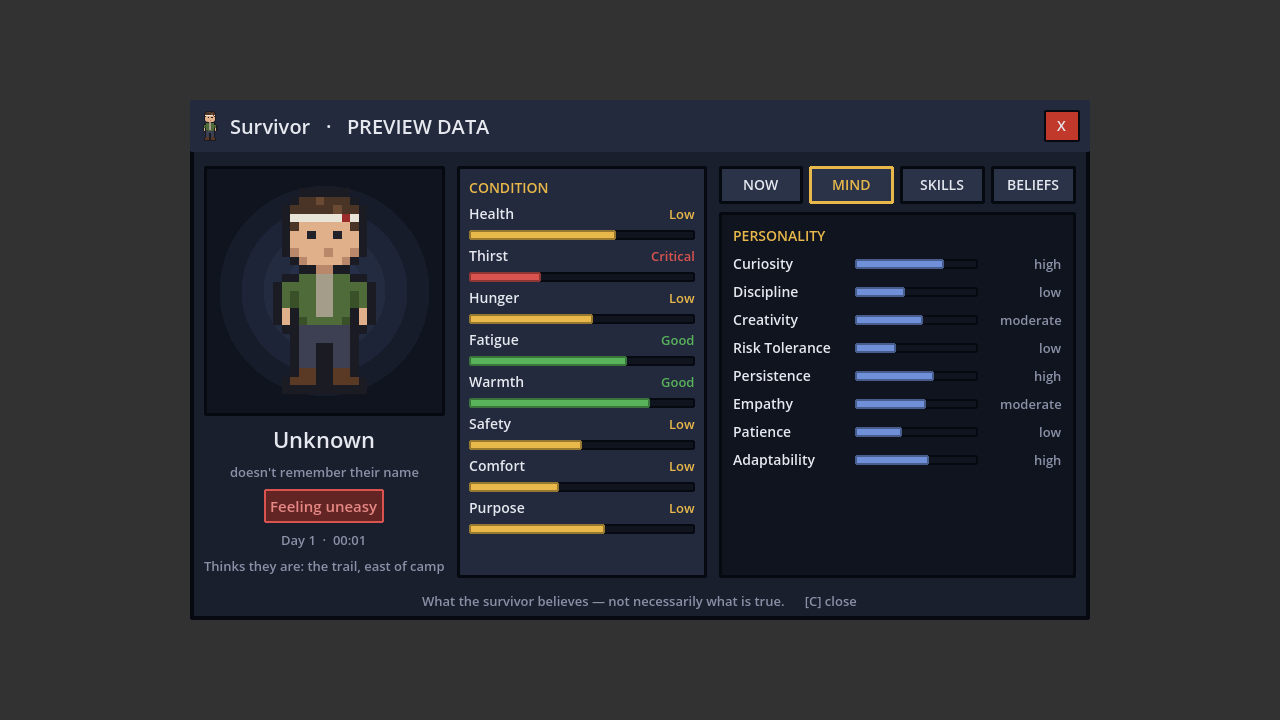 Survivor · PREVIEW DATA
X
Unknown
doesn't remember their name
Feeling uneasy
Day 1 · 00:01
Thinks they are: the trail, east of camp
CONDITION
Health Low
Thirst Critical
Hunger Low
Fatigue Good
Warmth Good
Safety Low
Comfort Low
Purpose Low
NOW MIND SKILLS BELIEFS
PERSONALITY
Curiosity high
Discipline low
Creativity moderate
Risk Tolerance low
Persistence high
Empathy moderate
Patience low
Adaptability high
What the survivor believes — not necessarily what is true. [C] close